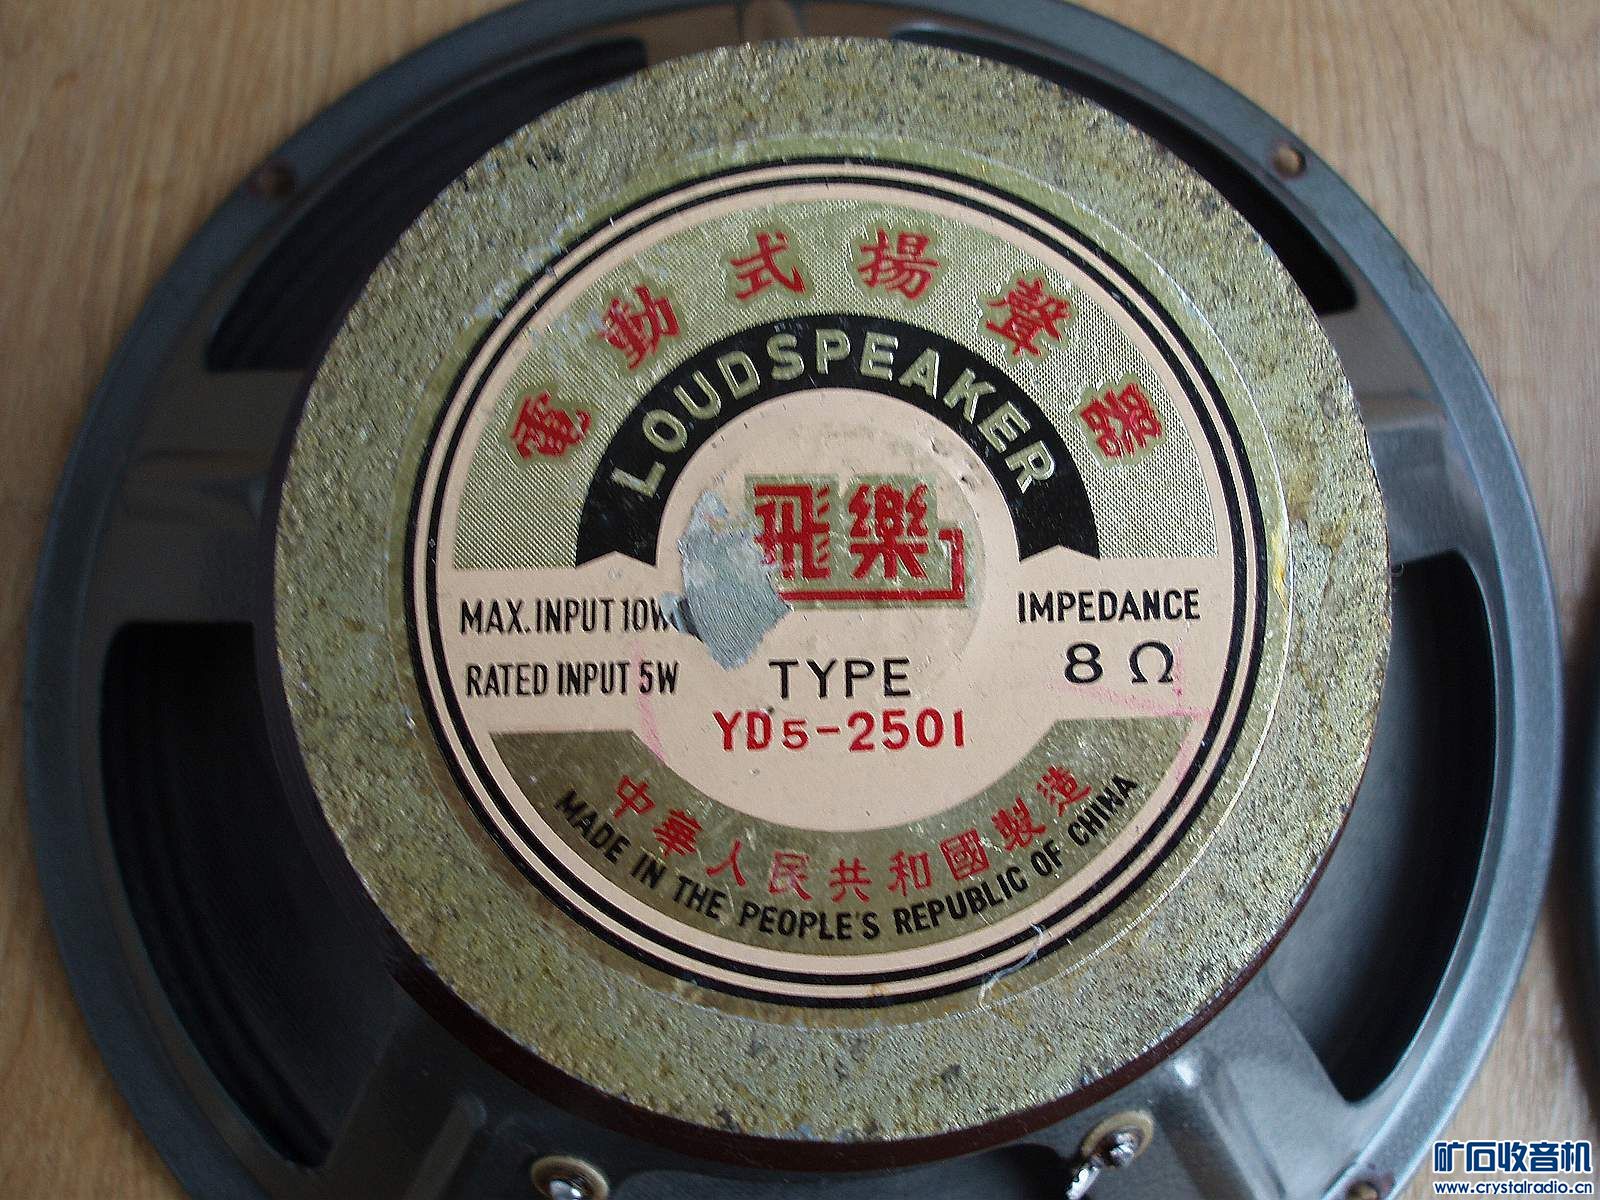 電動式揚聲器
LOUDSPEAKER
飛樂
MAX. INPUT 10W
RATED INPUT 5W
IMPEDANCE
8 Ω
TYPE
YD5-2501
中華人民共和國製造
MADE IN THE PEOPLE'S REPUBLIC OF CHINA
矿石收音机
www.crystalradio.cn